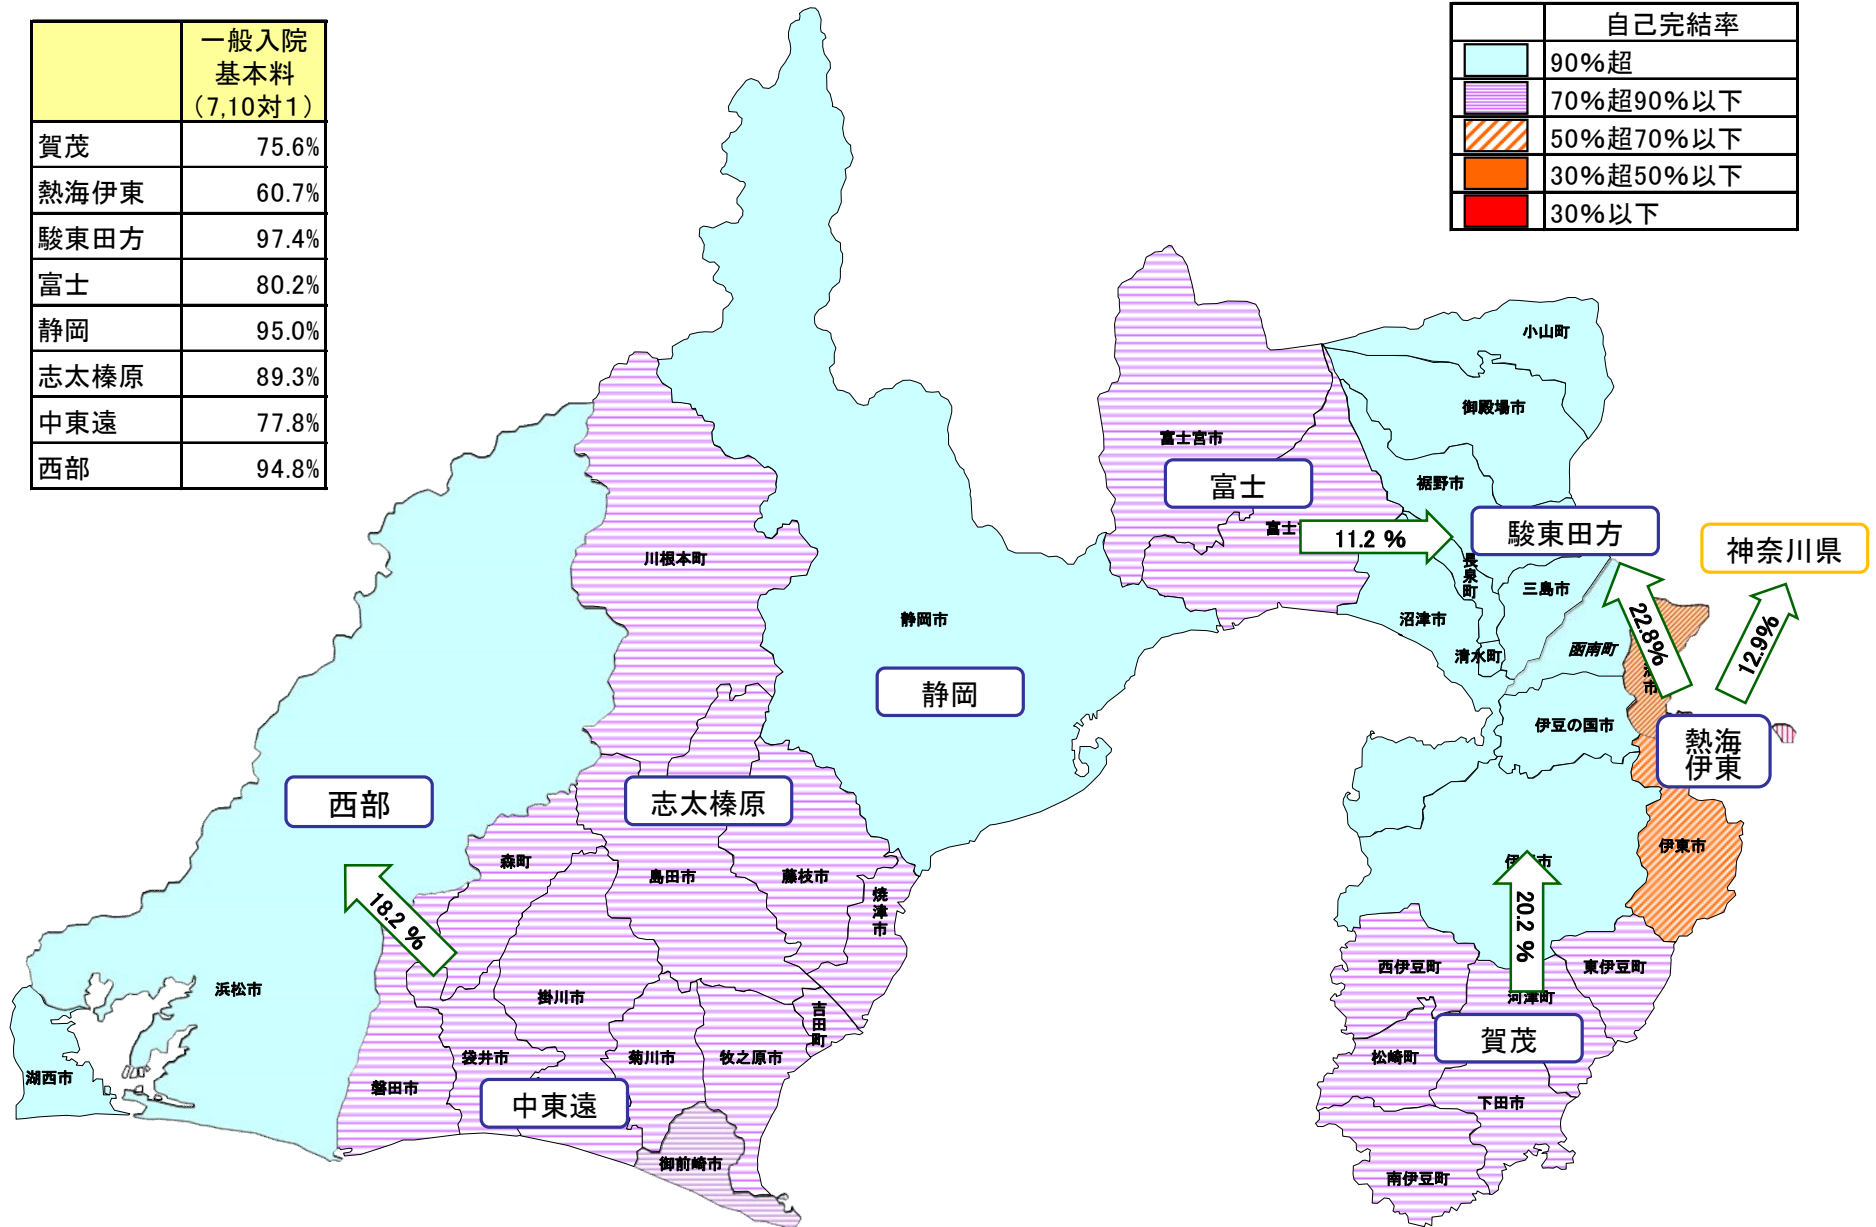 一般入院
基本料
（7,10対1）
賀茂 75.6%
熱海伊東 60.7%
駿東田方 97.4%
富士 80.2%
静岡 95.0%
志太榛原 89.3%
中東遠 77.8%
西部 94.8%
自己完結率
90%超
70%超90%以下
50%超70%以下
30%超50%以下
30%以下
小山町
御殿場市
富士宮市
裾野市
富士
富士
11.2 %
駿東田方
神奈川県
川根本町
長泉町
三島市
静岡市
沼津市
22.8%
12.9%
函南町
清水町
市
静岡
伊豆の国市
熱海
伊東
西部
志太榛原
森町
島田市
藤枝市
焼津市
伊東市
市
18.2 %
20.2 %
西伊豆町
東伊豆町
浜松市
掛川市
河津町
吉田町
賀茂
湖西市
袋井市
菊川市
牧之原市
松崎町
磐田市
中東遠
下田市
御前崎市
南伊豆町